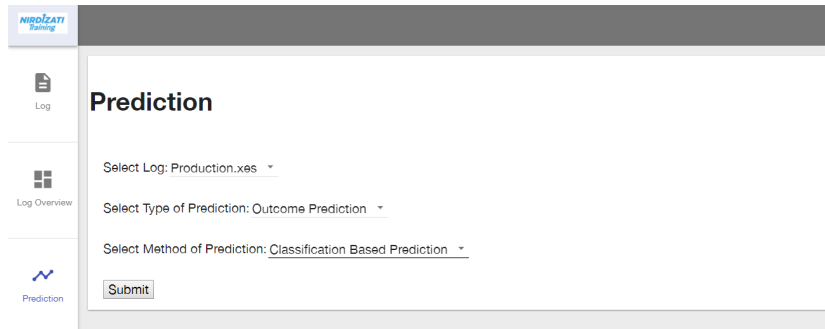 NIRDIZATI
Training
Log
Log Overview
Prediction
Prediction
Select Log: Production.xes
Select Type of Prediction: Outcome Prediction
Select Method of Prediction: Classification Based Prediction
Submit